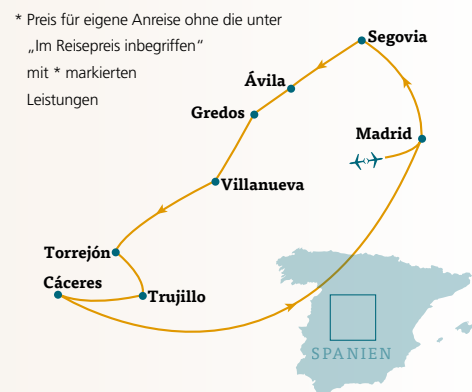 * Preis für eigene Anreise ohne die unter
„Im Reisepreis inbegriffen“
mit * markierten
Leistungen
Segovia
Ávila
Gredos
Madrid
Villanueva
Torrejón
Cáceres
Trujillo
SPANIEN